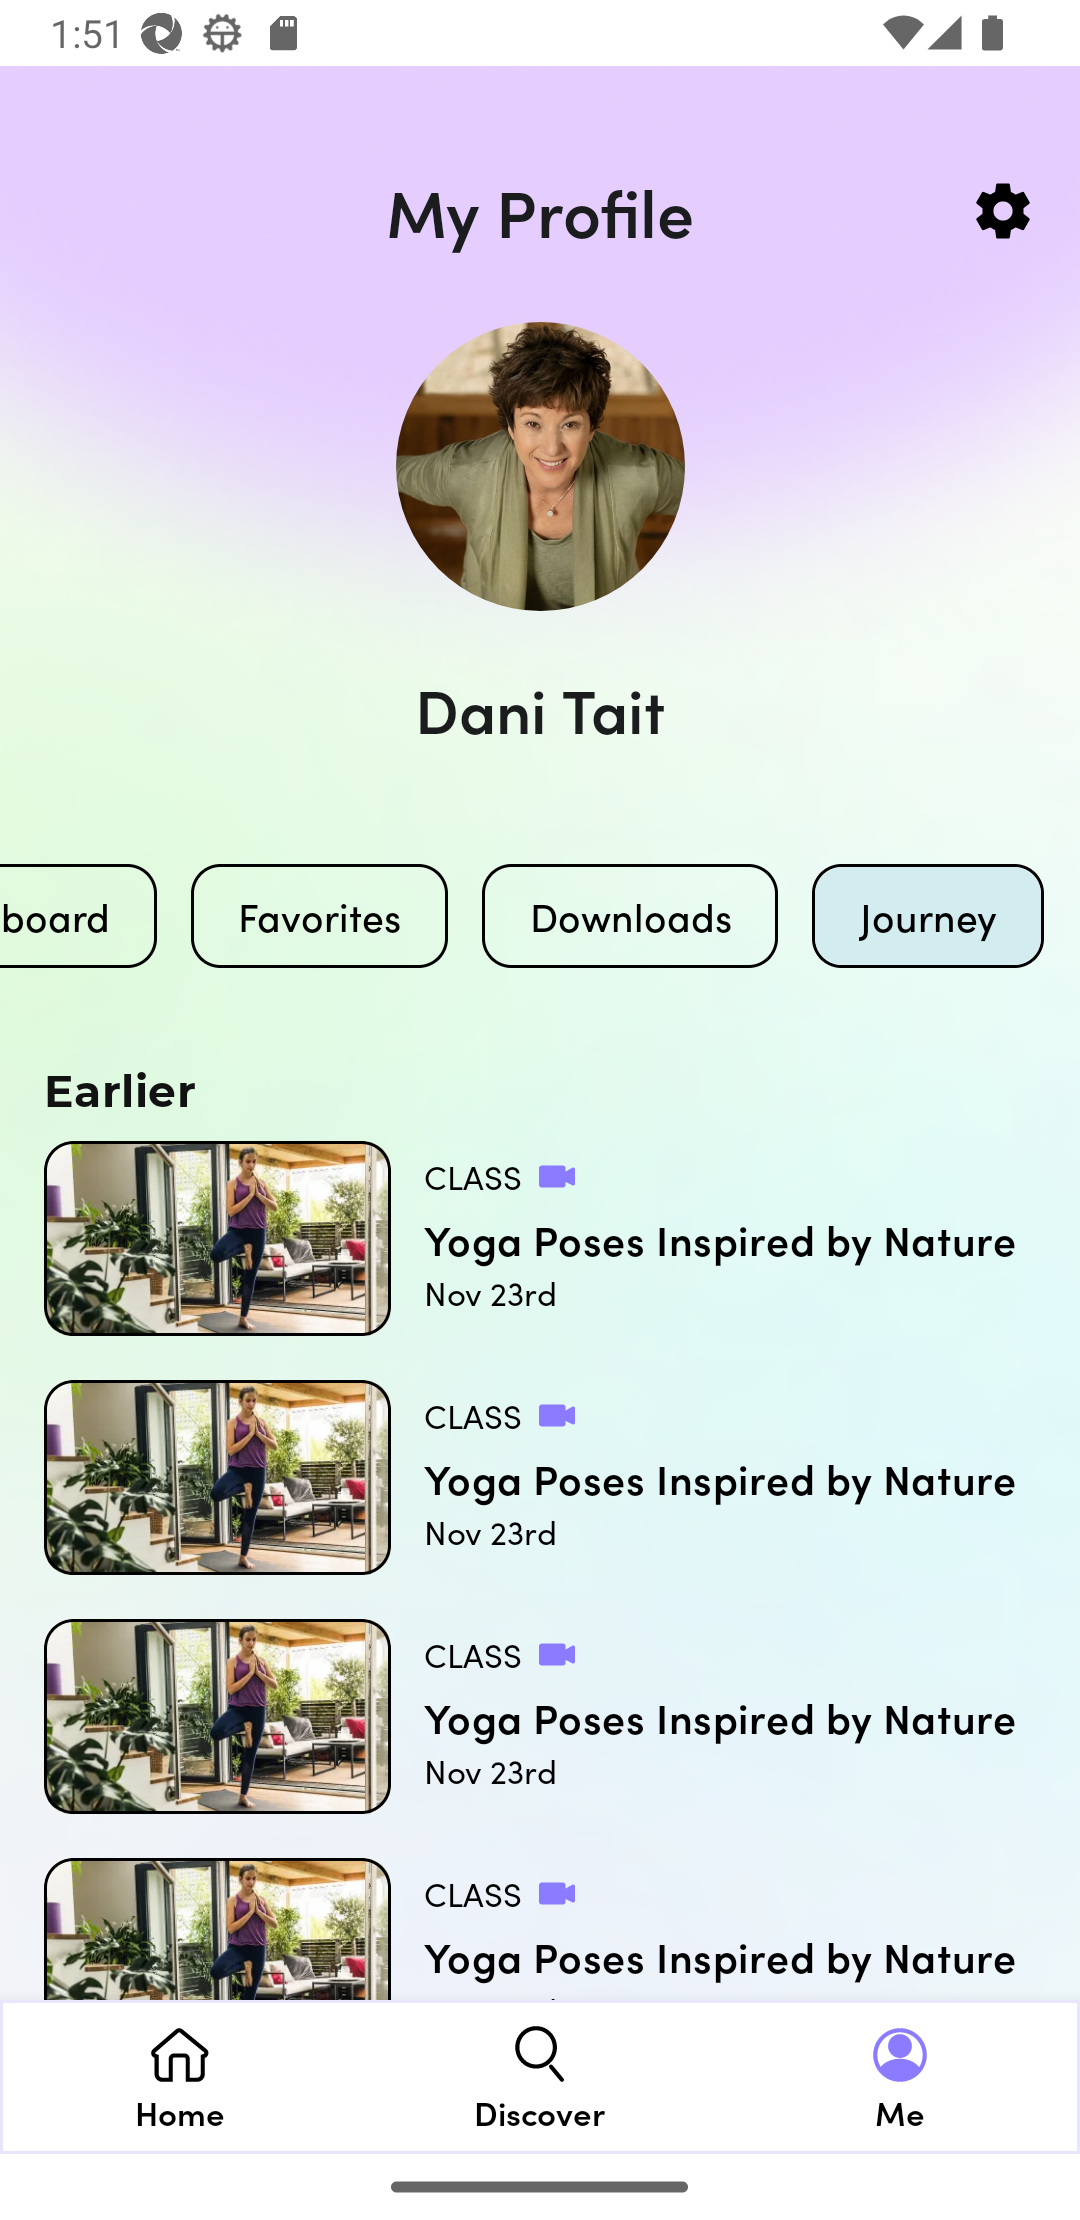 1:51
My Profile
Dani Tait
board
Favorites
Downloads
Journey
Earlier
CLASS
Yoga Poses Inspired by Nature
Nov 23rd
CLASS
Yoga Poses Inspired by Nature
Nov 23rd
CLASS
Yoga Poses Inspired by Nature
Nov 23rd
CLASS
Yoga Poses Inspired by Nature
Home
Discover
Me